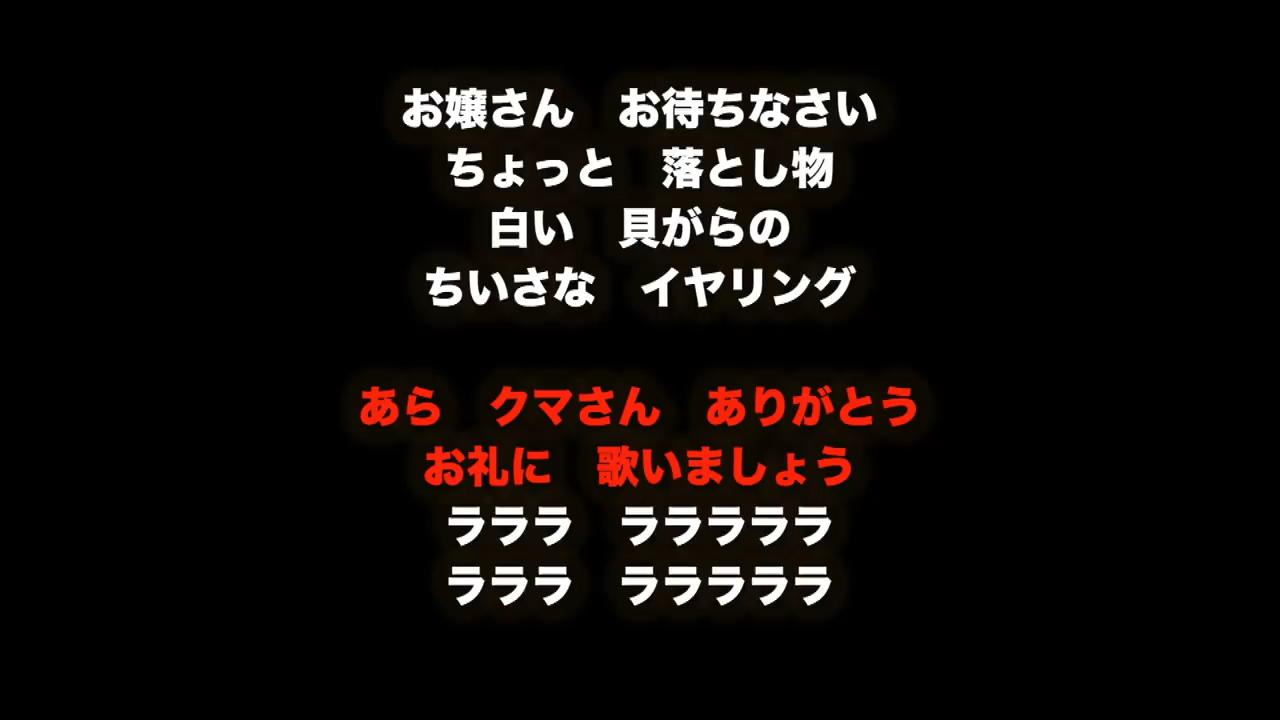 お嬢さん　お待ちなさい
ちょっと　落とし物
白い　貝がらの
ちいさな　イヤリング
あら　クマさん　ありがとう
お礼に　歌いましょう
ラララ　ラララララ
ラララ　ラララララ